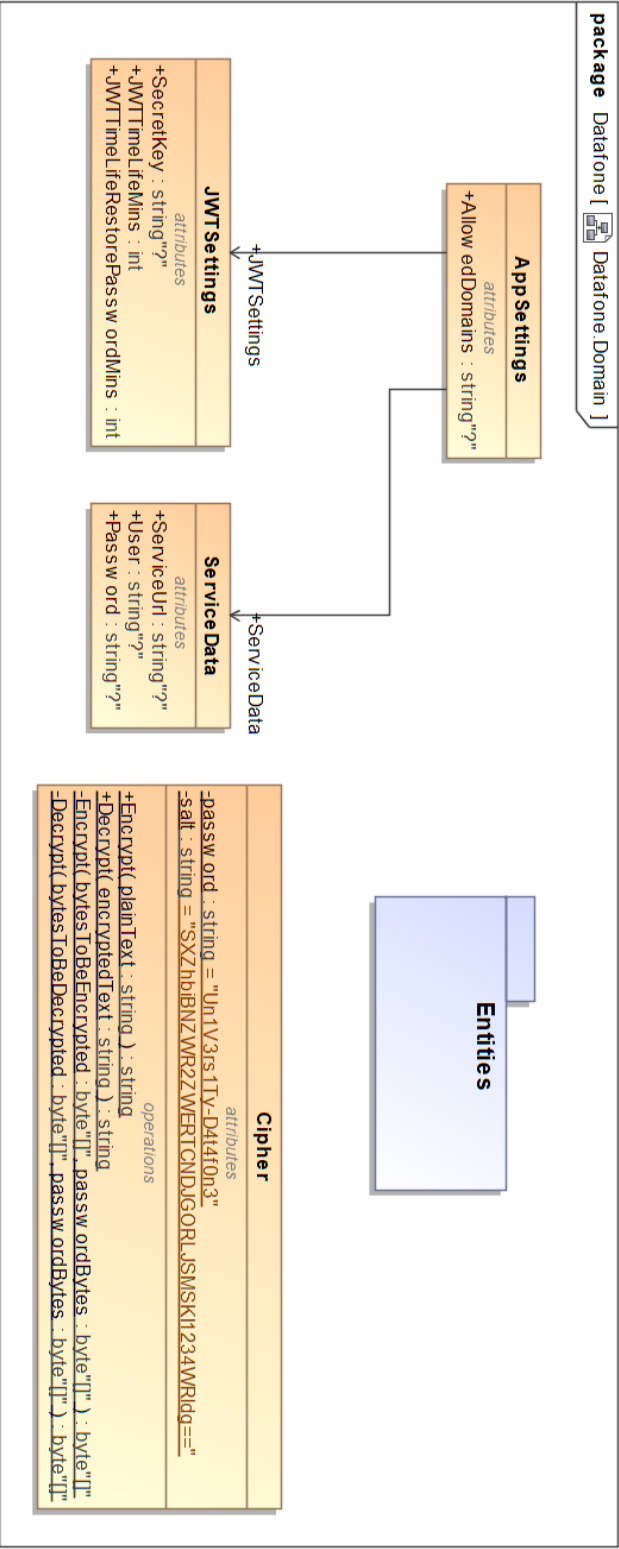 package Datafone[ Datafone.Domain ]
AppSettings
attributes
+AllowedDomains : string"?"
+JWTSettings
+ServiceData
JWTSettings
attributes
+SecretKey : string"?"
+JWTTimeLifeMins : int
+JWTTimeLifeRestorePasswordMins : int
ServiceData
attributes
+ServiceUrl : string"?"
+User : string"?"
+Password : string"?"
Entities
Cipher
attributes
-password : string = "Un1V3rs1Ty-D4t4f0n3"
-salt : string = "SXZhbiBNZWR2ZWERTCNDJGORLJSMSKI1234WRldg=="
operations
+Encrypt( plainText : string ) : string
+Decrypt( encryptedText : string ) : string
-Encrypt( bytesToBeEncrypted : byte"[]", passwordBytes : byte"[]" ) : byte"[]"
-Decrypt( bytesToBeDecrypted : byte"[]", passwordBytes : byte"[]" ) : byte"[]"